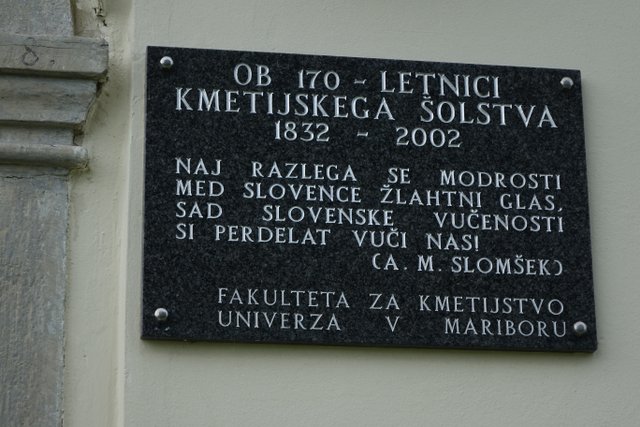 OB 170 - LETNICI
KMETIJSKEGA ŠOLSTVA
1832 - 2002
NAJ RAZLEGA SE MODROSTI
MED SLOVENCE ŽLAHTNI GLAS,
SAD SLOVENSKE VUČENOSTI
SI PERDELAT VUČI NAS!
(A. M. SLOMŠEK)
FAKULTETA ZA KMETIJSTVO
UNIVERZA V MARIBORU